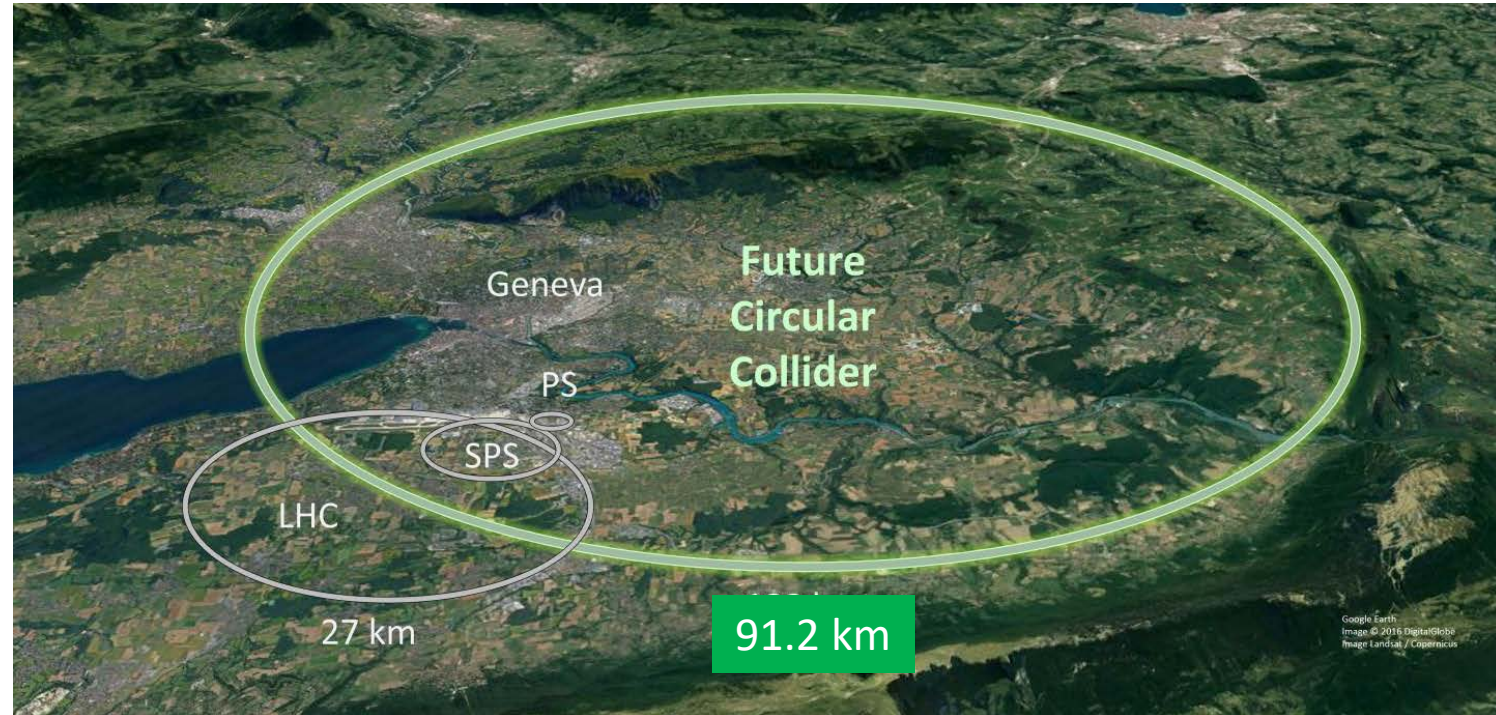 Geneva
Future
Circular
Collider
PS
SPS
LHC
27 km
91.2 km
Google Earth
Image © 2016 DigitalGlobe
Image Landsat / Copernicus